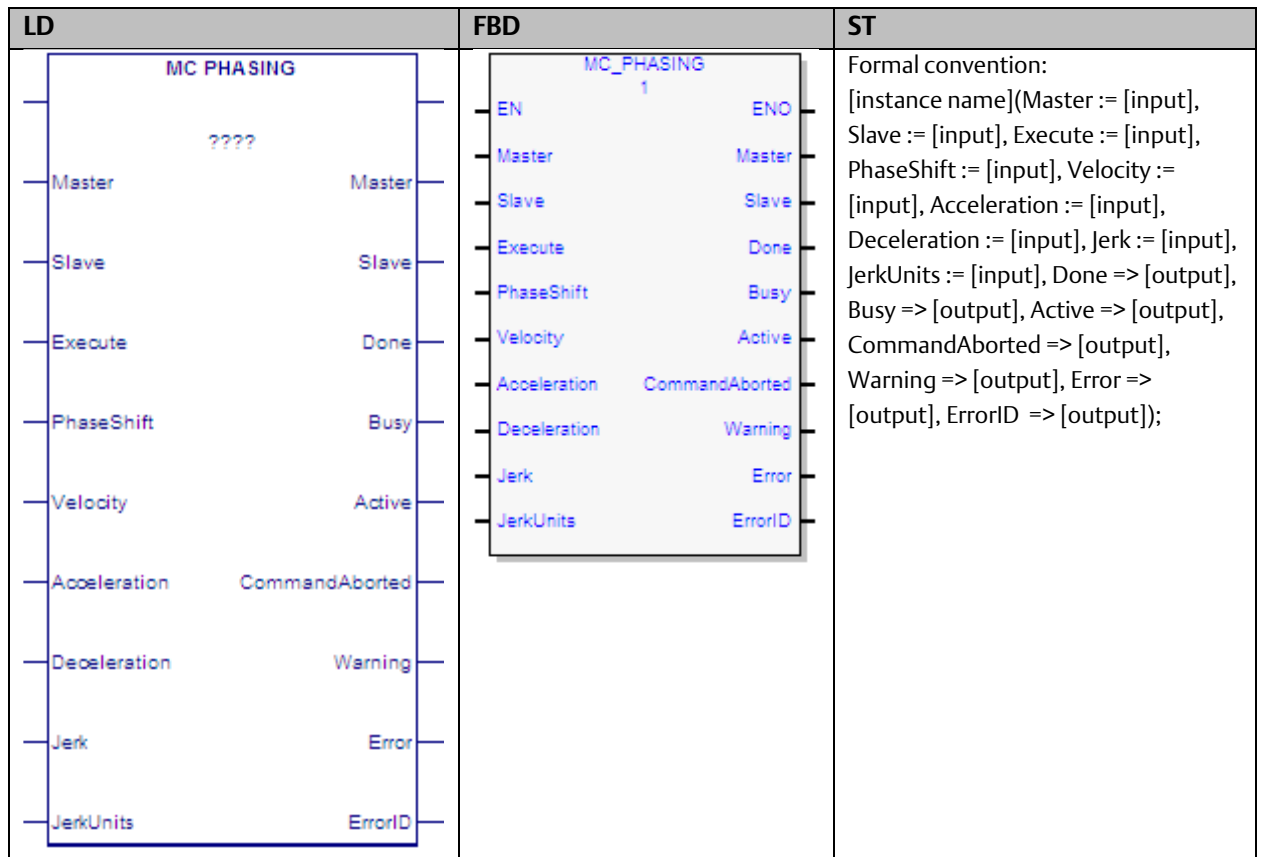 LD
FBD
ST
MC PHASING
????
Master Master
Slave Slave
Execute Done
PhaseShift Busy
Velocity Active
Acceleration CommandAborted
Deceleration Warning
Jerk Error
JerkUnits ErrorID
MC_PHASING
1
EN ENO
Master Master
Slave Slave
Execute Done
PhaseShift Busy
Velocity Active
Acceleration CommandAborted
Deceleration Warning
Jerk Error
JerkUnits ErrorID
Formal convention:
[instance name](Master := [input],
Slave := [input], Execute := [input],
PhaseShift := [input], Velocity :=
[input], Acceleration := [input],
Deceleration := [input], Jerk := [input],
JerkUnits := [input], Done => [output],
Busy => [output], Active => [output],
CommandAborted => [output],
Warning => [output], Error =>
[output], ErrorID => [output]);